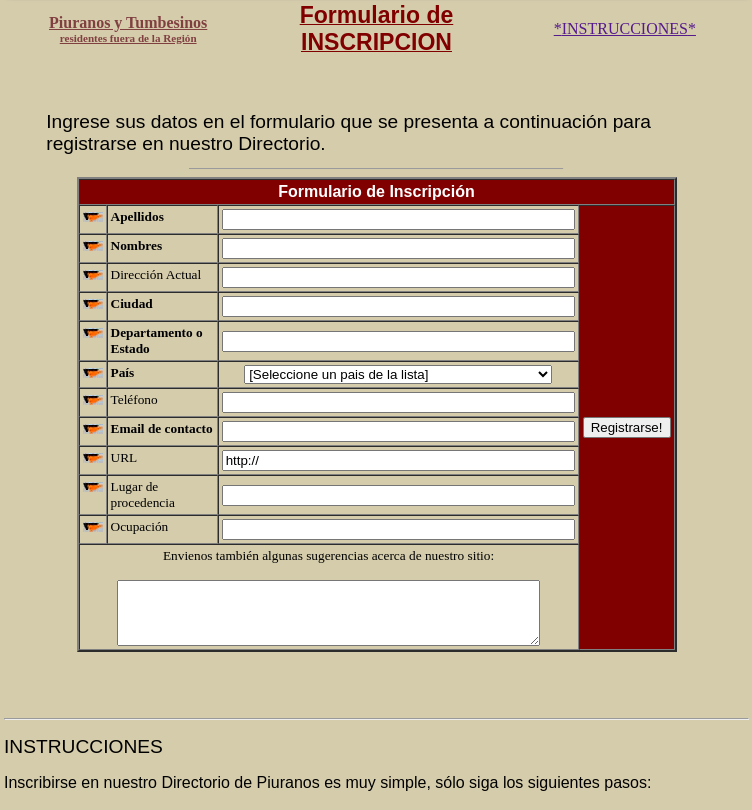 Piuranos y Tumbesinos
residentes fuera de la Región
Formulario de
INSCRIPCION
*INSTRUCCIONES*
Ingrese sus datos en el formulario que se presenta a continuación para
registrarse en nuestro Directorio.
Formulario de Inscripción
Apellidos
Nombres
Dirección Actual
Ciudad
Departamento o
Estado
País
[Seleccione un pais de la lista]
Teléfono
Email de contacto
Registrarse!
URL
http://
Lugar de
procedencia
Ocupación
Envienos también algunas sugerencias acerca de nuestro sitio:
INSTRUCCIONES
Inscribirse en nuestro Directorio de Piuranos es muy simple, sólo siga los siguientes pasos: